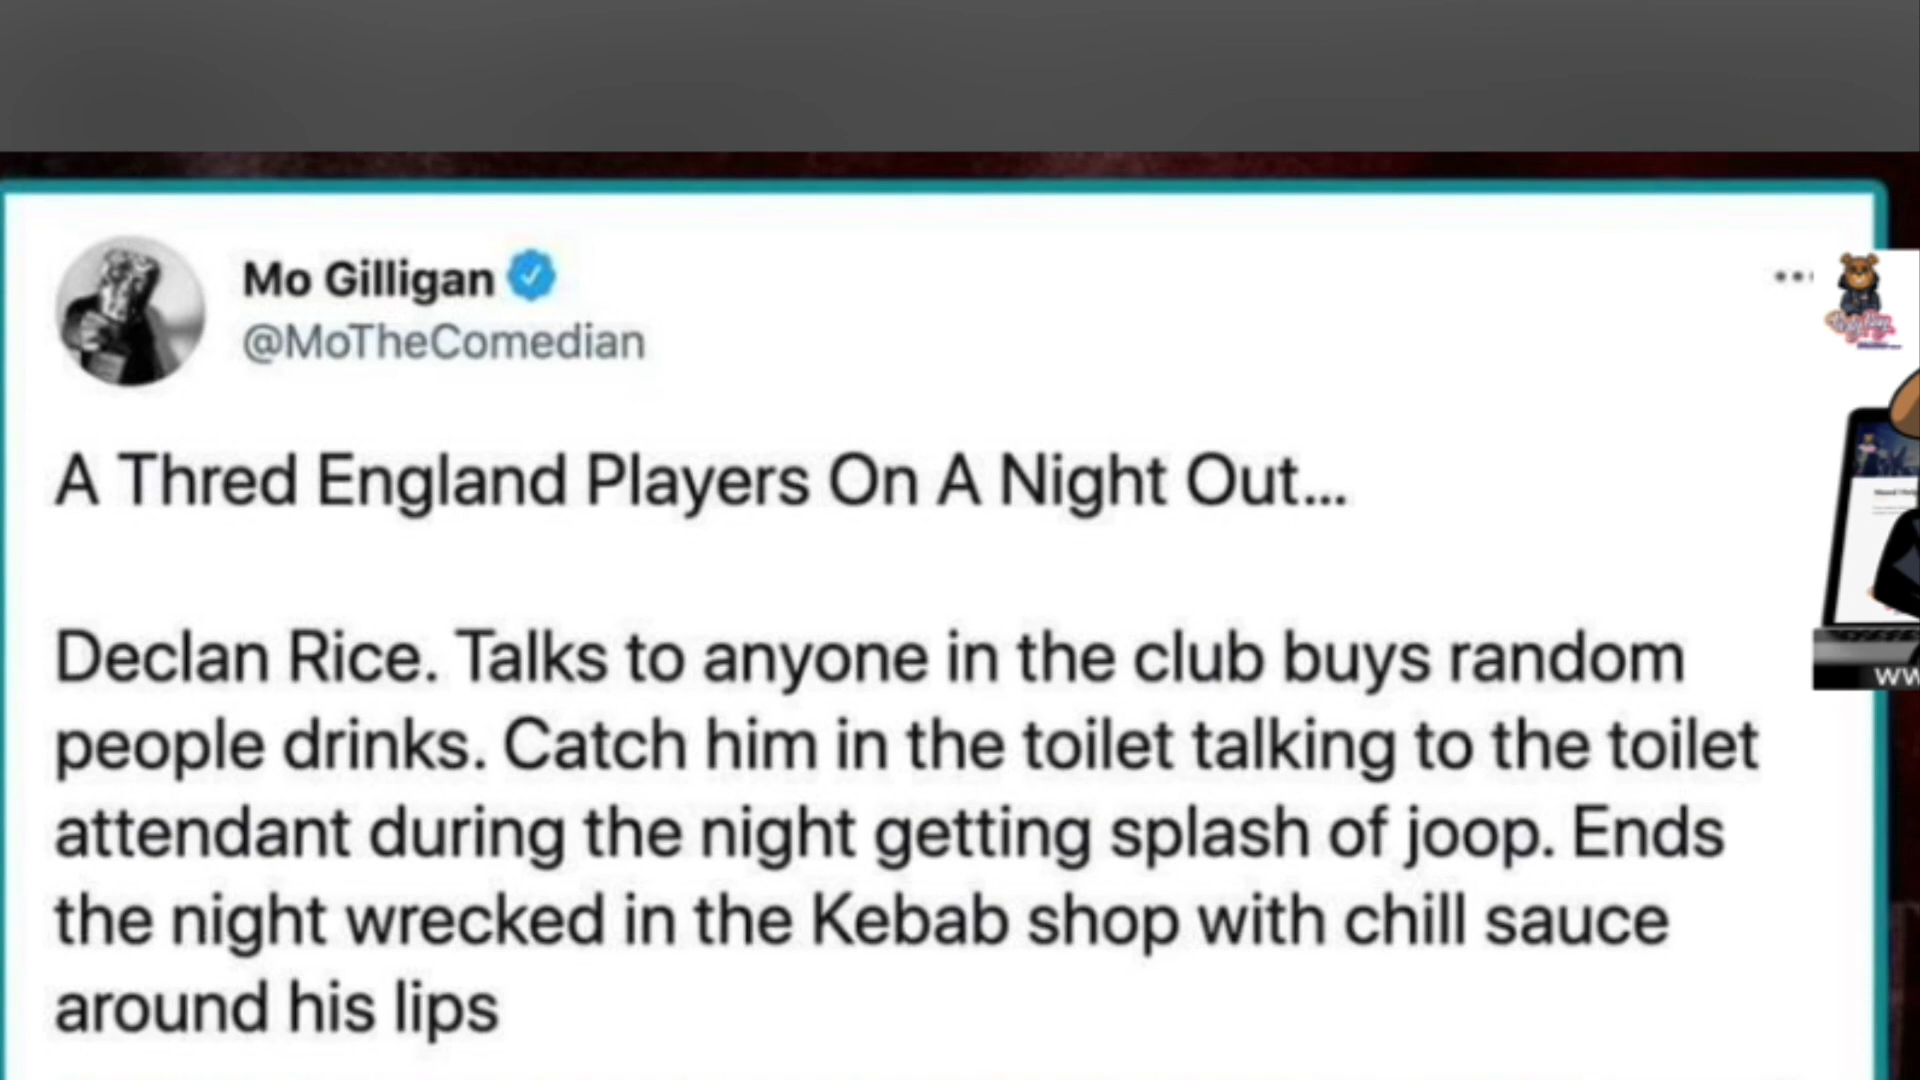 Mo Gilligan
@MoTheComedian
A Thred England Players On A Night Out...
Declan Rice. Talks to anyone in the club buys random
people drinks. Catch him in the toilet talking to the toilet
attendant during the night getting splash of joop. Ends
the night wrecked in the Kebab shop with chill sauce
around his lips